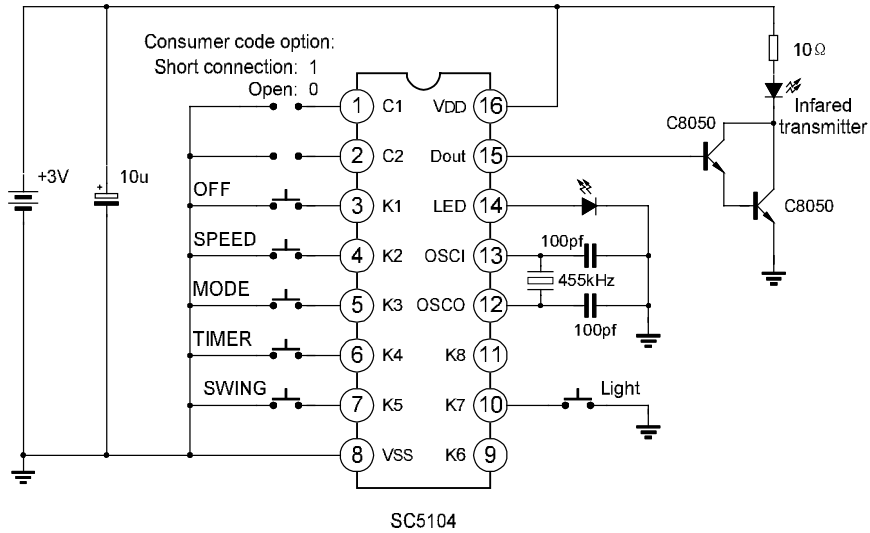 Consumer code option:
Short connection: 1
Open: 0
10Ω
Infared
transmitter
C8050
C8050
+3V
+
10u
OFF
SPEED
MODE
TIMER
SWING
1 C1 VDD 16
2 C2 Dout 15
3 K1 LED 14
4 K2 OSCI 13
5 K3 OSCO 12
6 K4 K8 11
7 K5 K7 10
8 VSS K6 9
100pf
455kHz
100pf
Light
SC5104